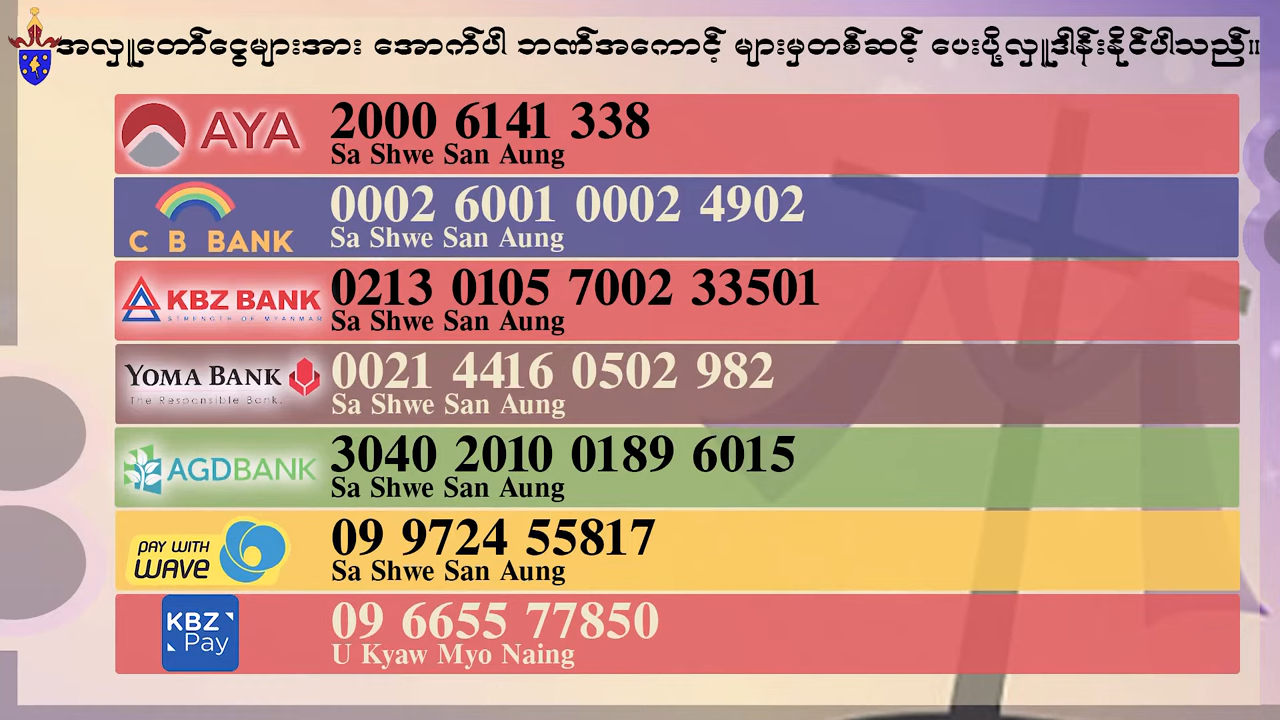 အလှူတော်ငွေများအား အောက်ပါ ဘဏ်အကောင့် များမှတစ်ဆင့် ပေးပို့လှူဒါန်းနိုင်ပါသည်။
AYA
2000 6141 338
Sa Shwe San Aung
C B BANK
0002 6001 0002 4902
Sa Shwe San Aung
KBZ BANK
STRENGTH OF MYANMAR
0213 0105 7002 33501
Sa Shwe San Aung
YOMA BANK
The Responsible Bank.
0021 4416 0502 982
Sa Shwe San Aung
AGDBANK
3040 2010 0189 6015
Sa Shwe San Aung
PAY WITH
WAVE
09 9724 55817
Sa Shwe San Aung
KBZ
Pay
09 6655 77850
U Kyaw Myo Naing